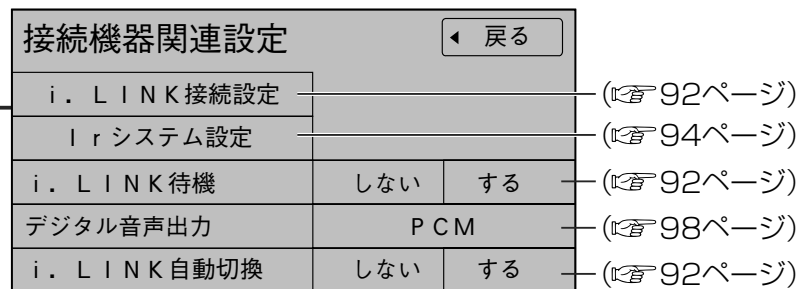 接続機器関連設定 ◀ 戻る
i．ＬＩＮＫ接続設定 (☞92ページ)
Ｉｒシステム設定 (☞94ページ)
i．ＬＩＮＫ待機 しない する (☞92ページ)
デジタル音声出力 ＰＣＭ (☞98ページ)
i．ＬＩＮＫ自動切換 しない する (☞92ページ)